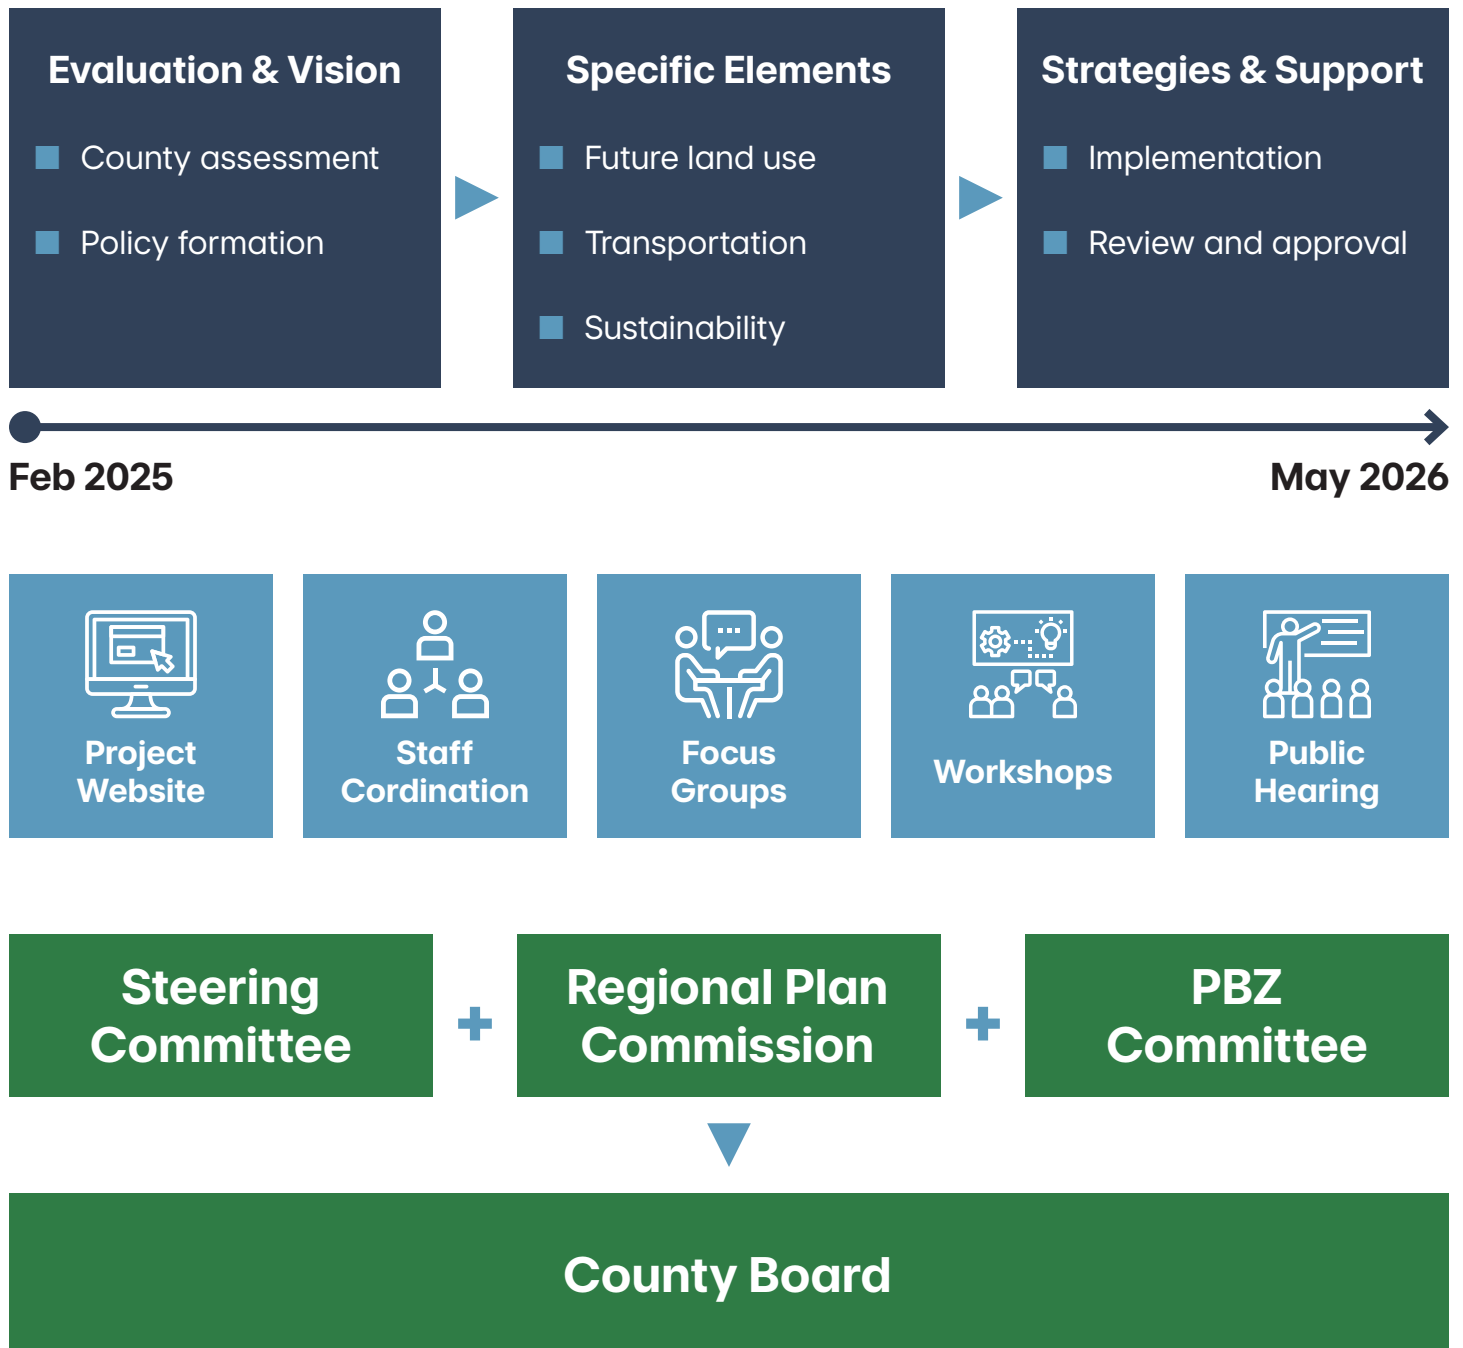 Evaluation & Vision
County assessment
Policy formation
Specific Elements
Future land use
Transportation
Sustainability
Strategies & Support
Implementation
Review and approval
Feb 2025
May 2026
Project
Website
Staff
Cordination
Focus
Groups
Workshops
Public
Hearing
Steering
Committee
Regional Plan
Commission
PBZ
Committee
County Board